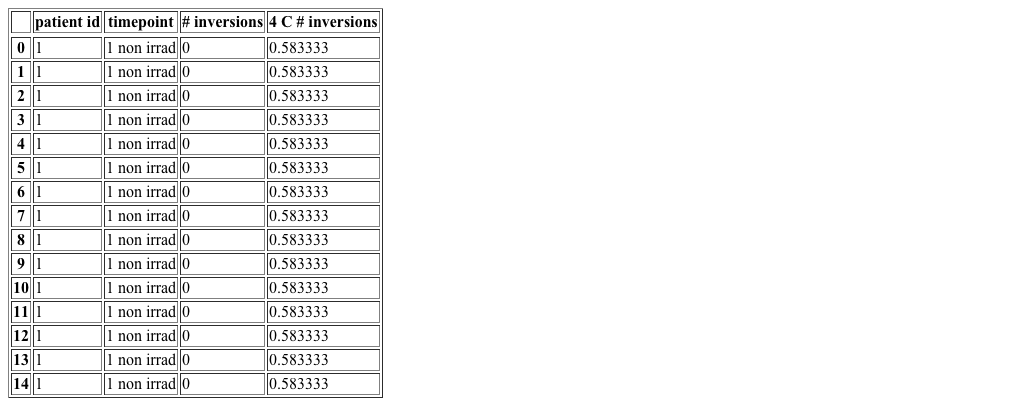 patient id timepoint # inversions 4 C # inversions
0 1 1 non irrad 0 0.583333
1 1 1 non irrad 0 0.583333
2 1 1 non irrad 0 0.583333
3 1 1 non irrad 0 0.583333
4 1 1 non irrad 0 0.583333
5 1 1 non irrad 0 0.583333
6 1 1 non irrad 0 0.583333
7 1 1 non irrad 0 0.583333
8 1 1 non irrad 0 0.583333
9 1 1 non irrad 0 0.583333
10 1 1 non irrad 0 0.583333
11 1 1 non irrad 0 0.583333
12 1 1 non irrad 0 0.583333
13 1 1 non irrad 0 0.583333
14 1 1 non irrad 0 0.583333